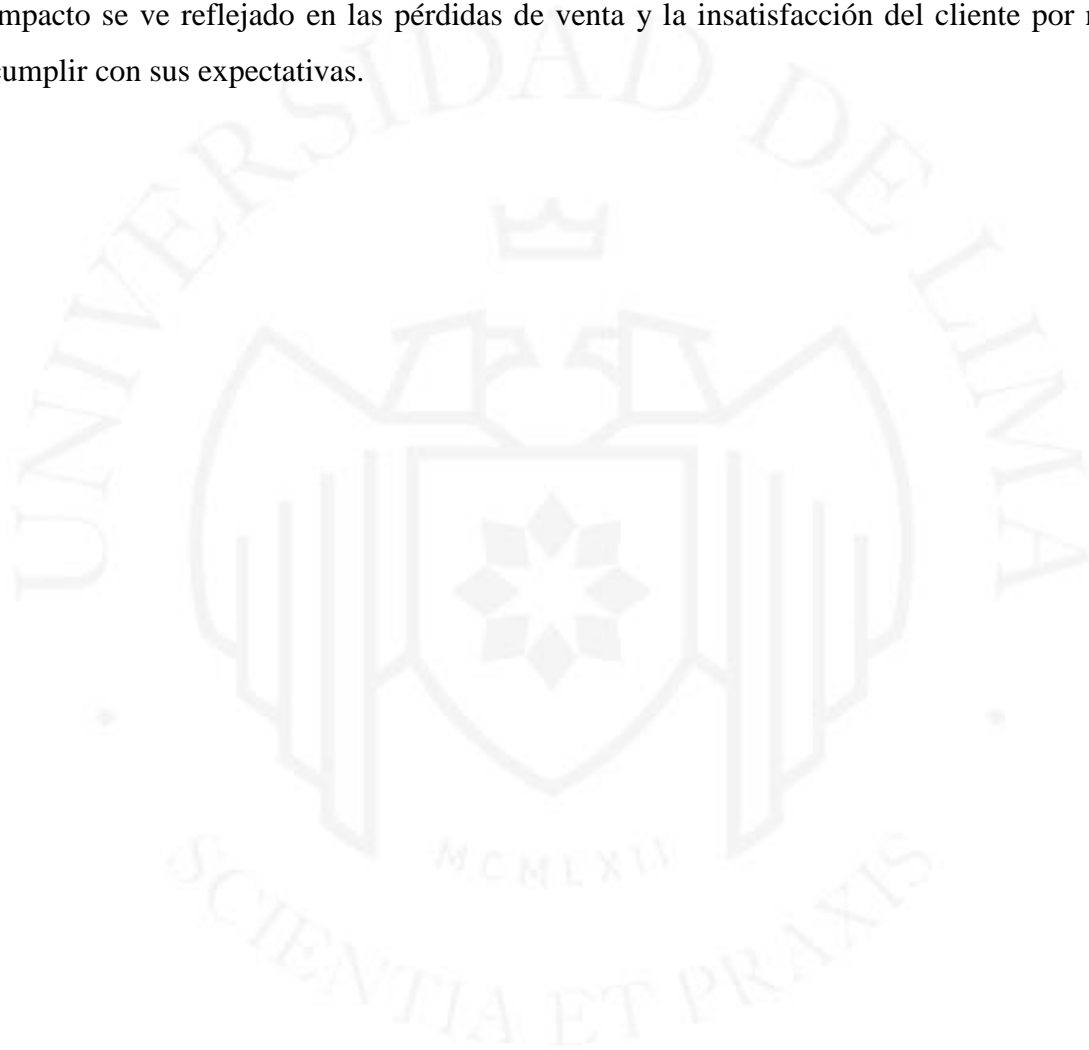 mpacto se ve reflejado en las pérdidas de venta y la insatisfacción del cliente por
cumplir con sus expectativas.
UNIVERSIDAD DE LIMA
MCMLXII
SCIENTIA ET PRAXIS